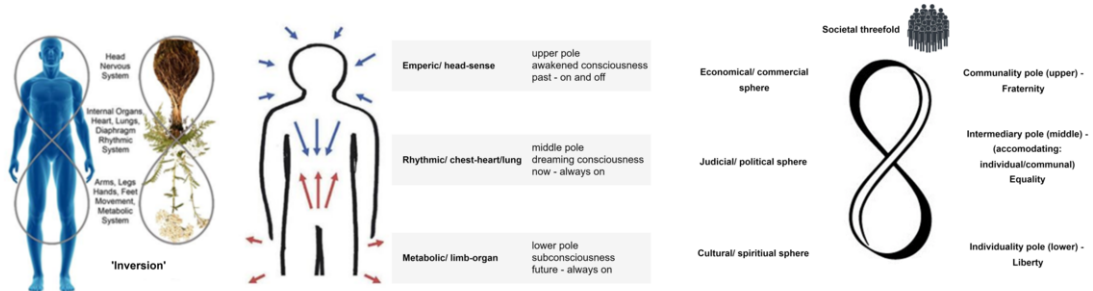 Head
Nervous
System
Internal Organs,
Heart, Lungs,
Diaphragm
Rhythmic
System
Arms, Legs
Hands, Feet
Movement,
Metabolic
System
'Inversion'
Emperic/ head-sense
upper pole
awakened consciousness
past - on and off
Rhythmic/ chest-heart/lung
middle pole
dreaming consciousness
now - always on
Metabolic/ limb-organ
lower pole
subconsciousness
future - always on
Societal threefold
Economical/ commercial
sphere
Judicial/ political sphere
Cultural/ spiritiual sphere
Communality pole (upper) -
Fraternity
Intermediary pole (middle) -
(accomodating:
individual/communal)
Equality
Individuality pole (lower) -
Liberty